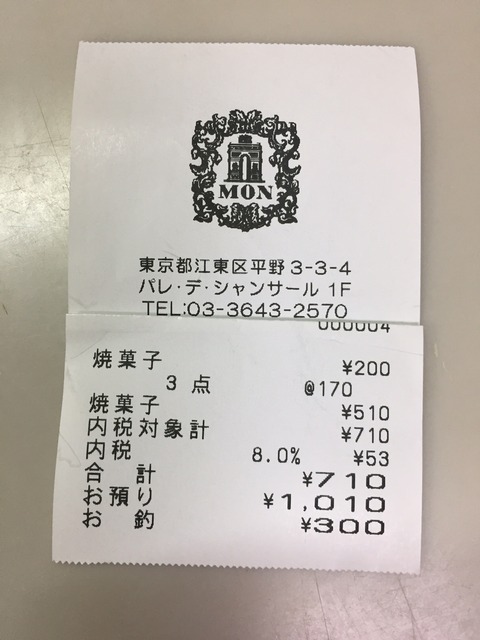 MON
東京都江東区平野3-3-4
パレ・デ・シャンサール 1F
TEL:03-3643-2570
000004
焼菓子 ¥200
3点 @170
焼菓子 ¥510
内税対象計 ¥710
内税 8.0% ¥53
合計 ¥710
お預り ¥1,010
お釣 ¥300